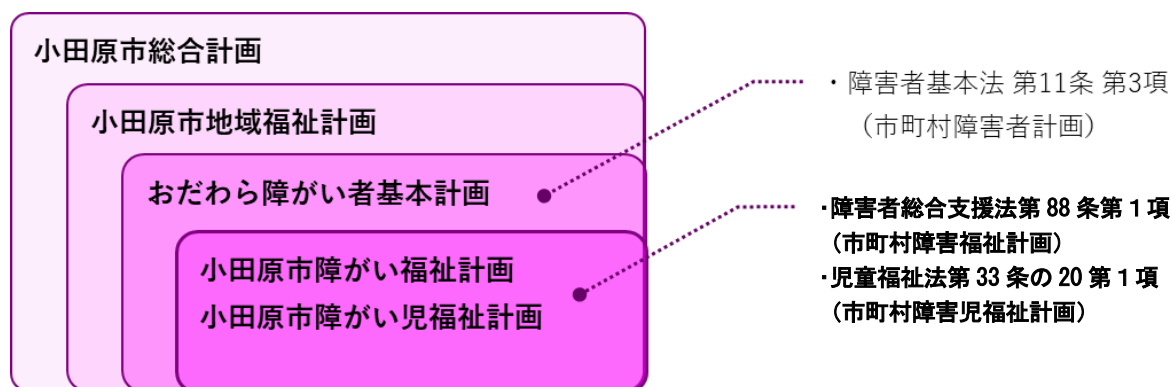 小田原市総合計画
小田原市地域福祉計画
おだわら障がい者基本計画
小田原市障がい福祉計画
小田原市障がい児福祉計画
・障害者基本法 第11条 第3項
（市町村障害者計画）
・障害者総合支援法第 88 条第１項
（市町村障害福祉計画）
・児童福祉法第 33 条の 20 第１項
（市町村障害児福祉計画）